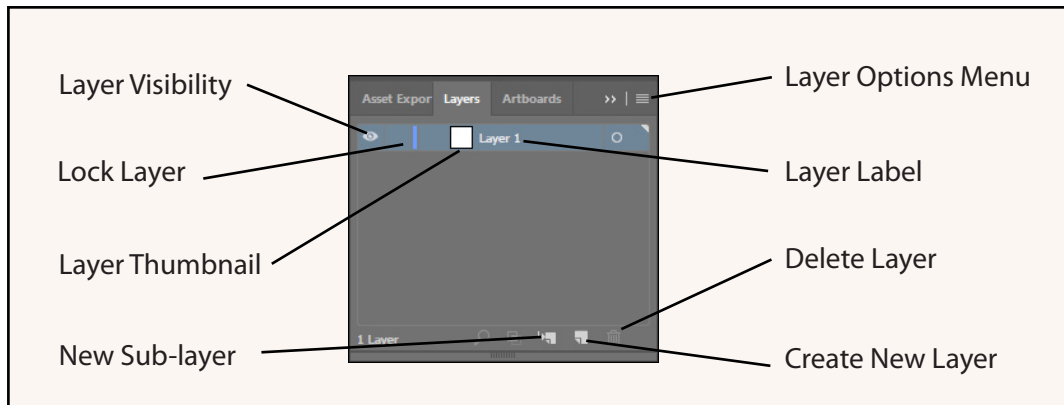 Layer Visibility
Layer Options Menu
Asset Expor Layers Artboards
Layer 1
Lock Layer
Layer Label
Layer Thumbnail
Delete Layer
1 Layer
New Sub-layer
Create New Layer